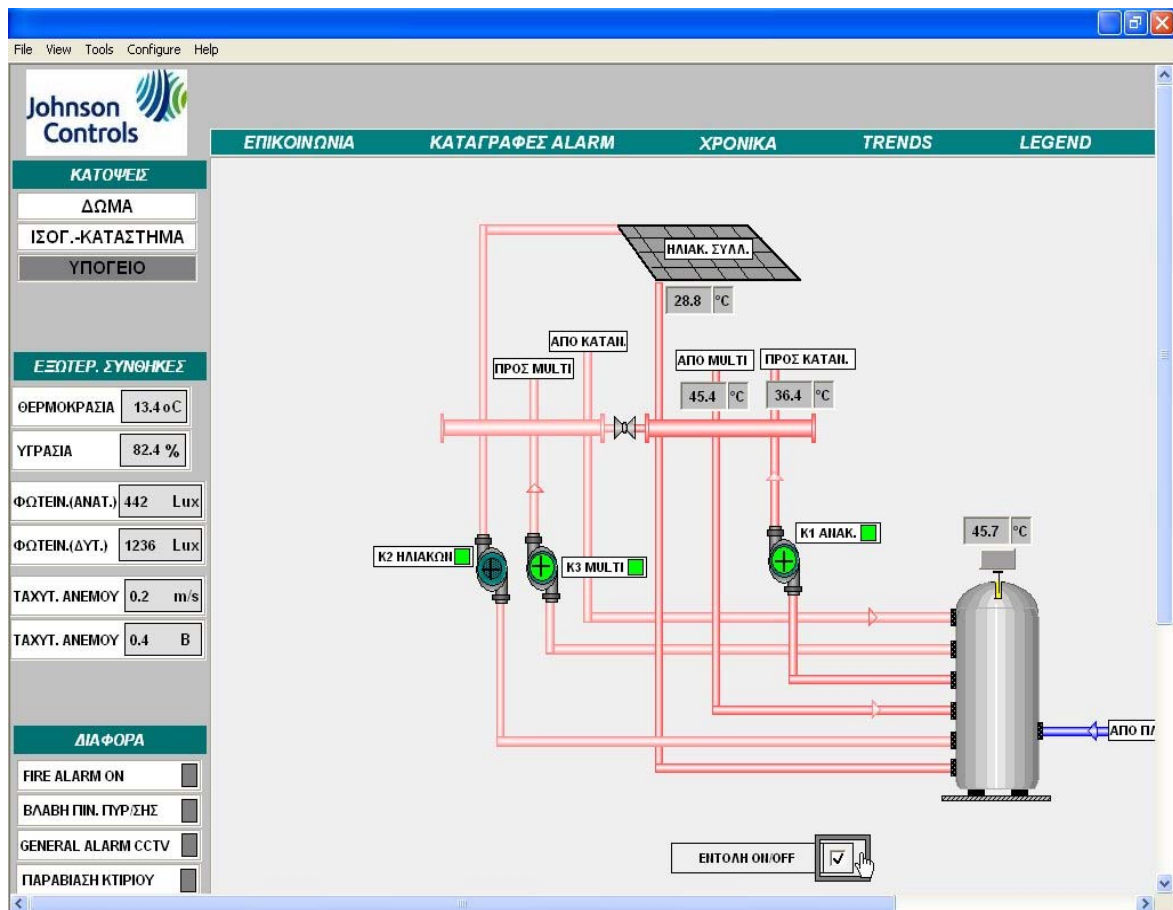 File View Tools Configure Help
Johnson
Controls
ΕΠΙΚΟΙΝΩΝΙΑ ΚΑΤΑΓΡΑΦΕΣ ALARM ΧΡΟΝΙΚΑ TRENDS LEGEND
ΚΑΤΟΨΕΙΣ
ΔΩΜΑ
ΙΣΟΓ.-ΚΑΤΑΣΤΗΜΑ
ΥΠΟΓΕΙΟ
ΕΞΩΤΕΡ. ΣΥΝΘΗΚΕΣ
ΘΕΡΜΟΚΡΑΣΙΑ 13.4 oC
ΥΓΡΑΣΙΑ 82.4 %
ΦΩΤΕΙΝ.(ΑΝΑΤ.) 442 Lux
ΦΩΤΕΙΝ.(ΔΥΤ.) 1236 Lux
ΤΑΧΥΤ. ΑΝΕΜΟΥ 0.2 m/s
ΤΑΧΥΤ. ΑΝΕΜΟΥ 0.4 B
ΔΙΑΦΟΡΑ
FIRE ALARM ON
ΒΛΑΒΗ ΠΙΝ. ΠΥΡ/ΣΗΣ
GENERAL ALARM CCTV
ΠΑΡΑΒΙΑΣΗ ΚΤΙΡΙΟΥ
ΗΛΙΑΚ. ΣΥΛΛ.
28.8 °C
ΑΠΟ ΚΑΤΑΝ.
ΠΡΟΣ MULTI
ΑΠΟ MULTI
ΠΡΟΣ ΚΑΤΑΝ.
45.4 °C
36.4 °C
Κ2 ΗΛΙΑΚΩΝ
Κ3 MULTI
Κ1 ΑΝΑΚ.
45.7 °C
ΑΠΟ
ΕΝΤΟΛΗ ON/OFF